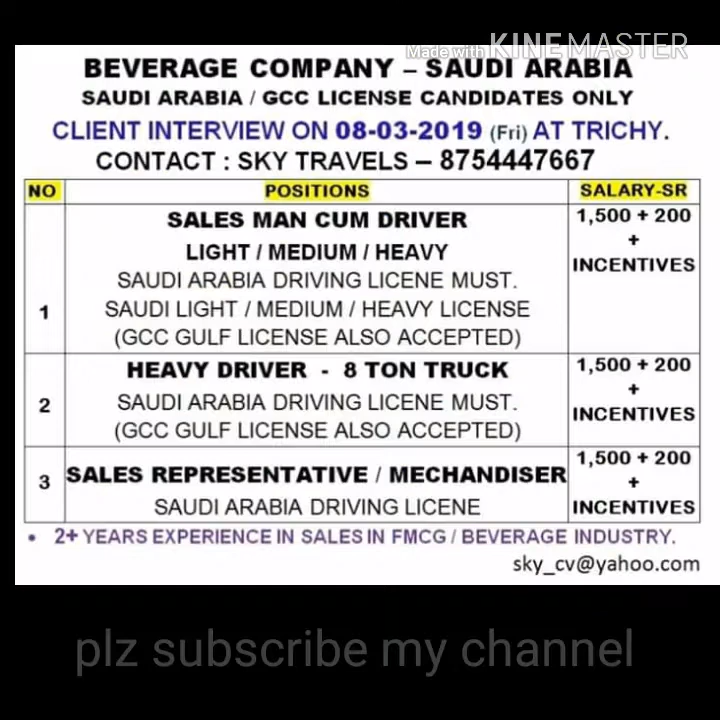 Made with KINEMASTER
BEVERAGE COMPANY – SAUDI ARABIA
SAUDI ARABIA / GCC LICENSE CANDIDATES ONLY
CLIENT INTERVIEW ON 08-03-2019 (Fri) AT TRICHY.
CONTACT : SKY TRAVELS – 8754447667
NO POSITIONS SALARY-SR
1
SALES MAN CUM DRIVER
LIGHT / MEDIUM / HEAVY
SAUDI ARABIA DRIVING LICENE MUST.
SAUDI LIGHT / MEDIUM / HEAVY LICENSE
(GCC GULF LICENSE ALSO ACCEPTED)
1,500 + 200
+
INCENTIVES
2
HEAVY DRIVER - 8 TON TRUCK
SAUDI ARABIA DRIVING LICENE MUST.
(GCC GULF LICENSE ALSO ACCEPTED)
1,500 + 200
+
INCENTIVES
3
SALES REPRESENTATIVE / MECHANDISER
SAUDI ARABIA DRIVING LICENE
1,500 + 200
+
INCENTIVES
• 2+ YEARS EXPERIENCE IN SALES IN FMCG / BEVERAGE INDUSTRY.
sky_cv@yahoo.com
plz subscribe my channel